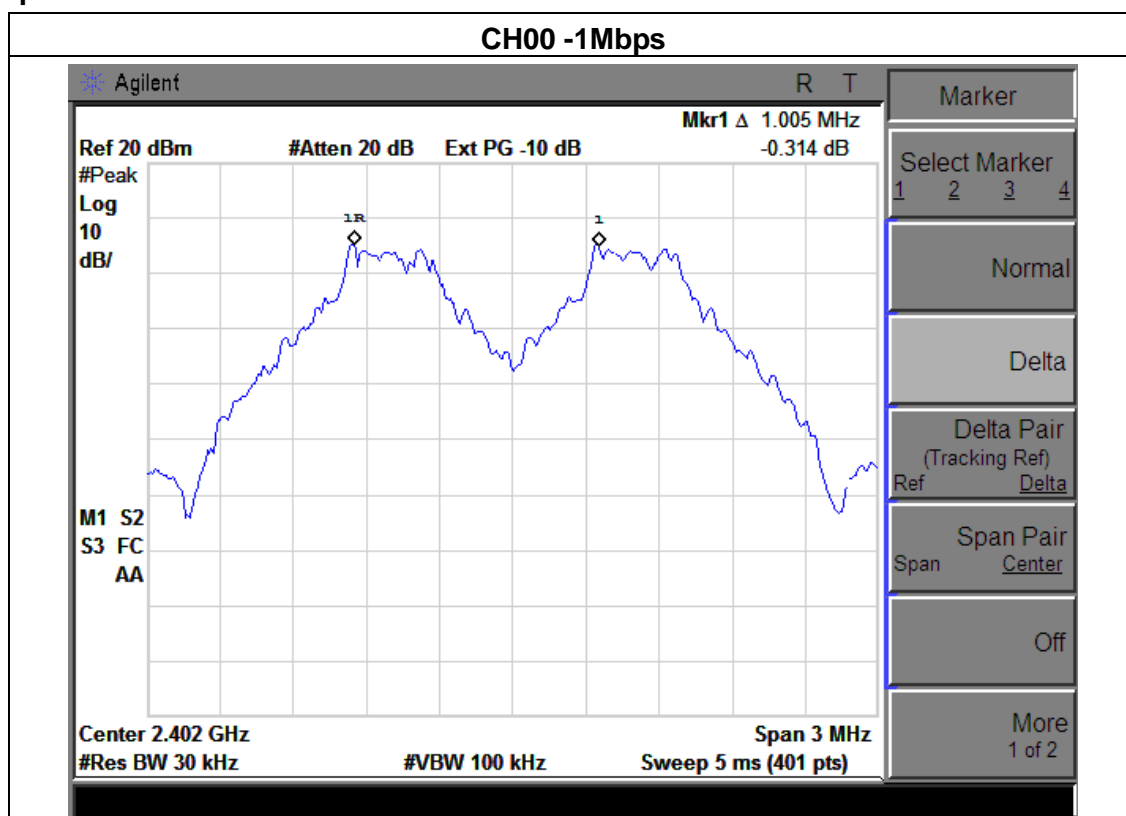 CH00 -1Mbps
Agilent R T
Mkr1 Δ 1.005 MHz
Ref 20 dBm #Atten 20 dB Ext PG -10 dB -0.314 dB
#Peak
Log
10
dB/
1R
1
M1 S2
S3 FC
AA
Center 2.402 GHz Span 3 MHz
#Res BW 30 kHz #VBW 100 kHz Sweep 5 ms (401 pts)
Marker
Select Marker
1 2 3 4
Normal
Delta
Delta Pair
(Tracking Ref)
Ref Delta
Span Pair
Span Center
Off
More
1 of 2